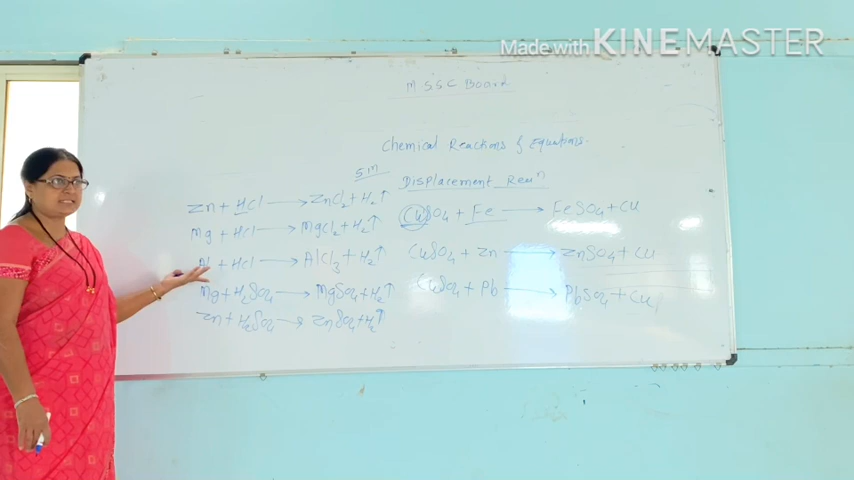 Made with KINEMASTER
MSSC Board
Chemical Reactions & Equations.
Displacement Reaⁿ
Zn + HCl → ZnCl₂ + H₂ ↑
Mg + HCl → MgCl₂ + H₂ ↑
Al + HCl → AlCl₃ + H₂ ↑
Mg + H₂SO₄ → MgSO₄ + H₂ ↑
Zn + H₂SO₄ → ZnSO₄ + H₂ ↑
CuSO₄ + Fe → FeSO₄ + Cu
CuSO₄ + Zn → ZnSO₄ + Cu
CuSO₄ + Pb → PbSO₄ + Cu